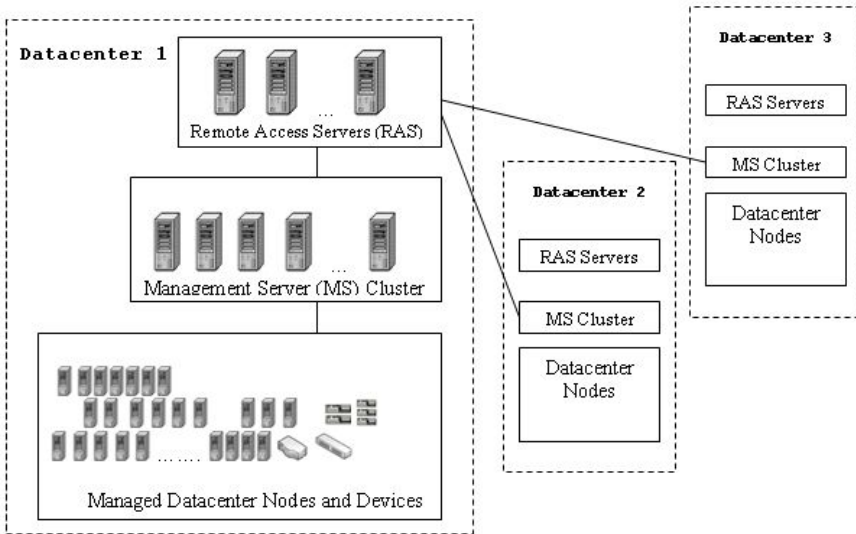 Datacenter 1
...
Remote Access Servers (RAS)
...
Management Server (MS) Cluster
... ....
Managed Datacenter Nodes and Devices
Datacenter 2
RAS Servers
MS Cluster
Datacenter
Nodes
Datacenter 3
RAS Servers
MS Cluster
Datacenter
Nodes